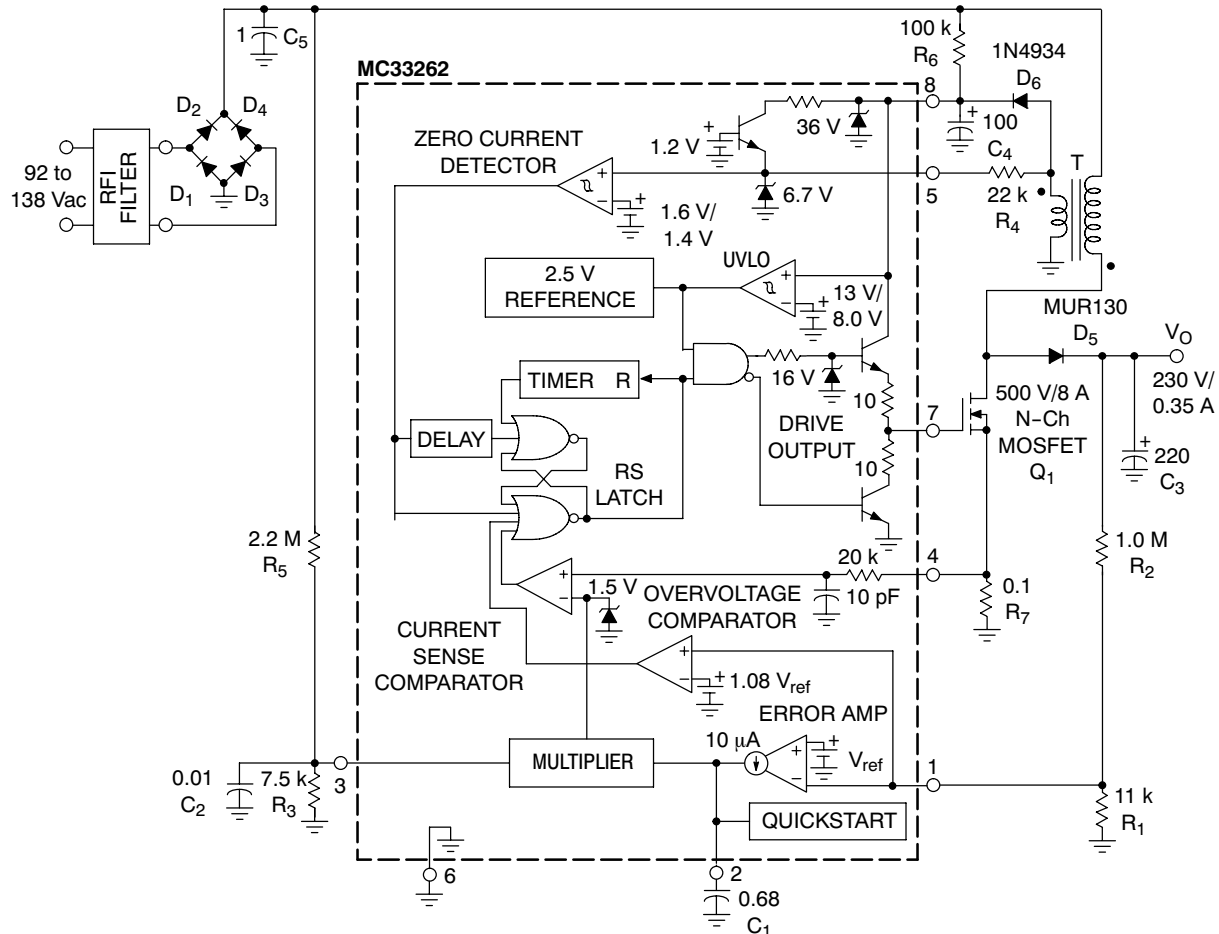 1
C5
100 k
R6
1N4934
D6
MC33262
8
D2
D4
D1
D3
92 to
138 Vac
RFI
FILTER
ZERO CURRENT
DETECTOR
+
−
1.2 V
+
36 V
+
100
C4
T
6.7 V
5
22 k
R4
+
1.6 V/
1.4 V
2.5 V
REFERENCE
UVLO
+
−
+
13 V/
8.0 V
MUR130
D5
VO
230 V/
0.35 A
TIMER R
16 V
10
DRIVE
OUTPUT
10
7
500 V/8 A
N–Ch
MOSFET
Q1
+
220
C3
DELAY
RS
LATCH
2.2 M
R5
+
−
1.5 V
20 k
10 pF
4
0.1
R7
1.0 M
R2
OVERVOLTAGE
COMPARATOR
CURRENT
SENSE
COMPARATOR
+
−
+
1.08 Vref
ERROR AMP
10 µA
+
−
+
Vref
MULTIPLIER
1
0.01
C2
7.5 k
R3
3
QUICKSTART
11 k
R1
6
2
0.68
C1